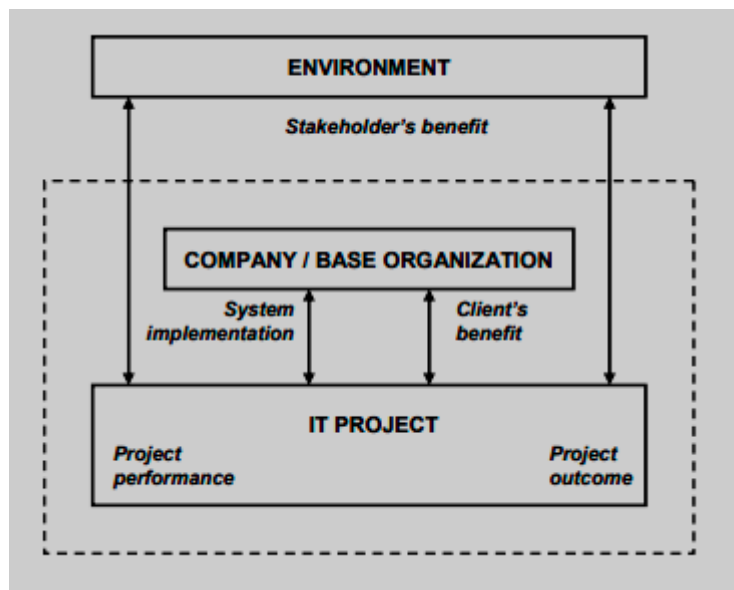 ENVIRONMENT
Stakeholder's benefit
COMPANY / BASE ORGANIZATION
System
implementation
Client's
benefit
IT PROJECT
Project
performance
Project
outcome